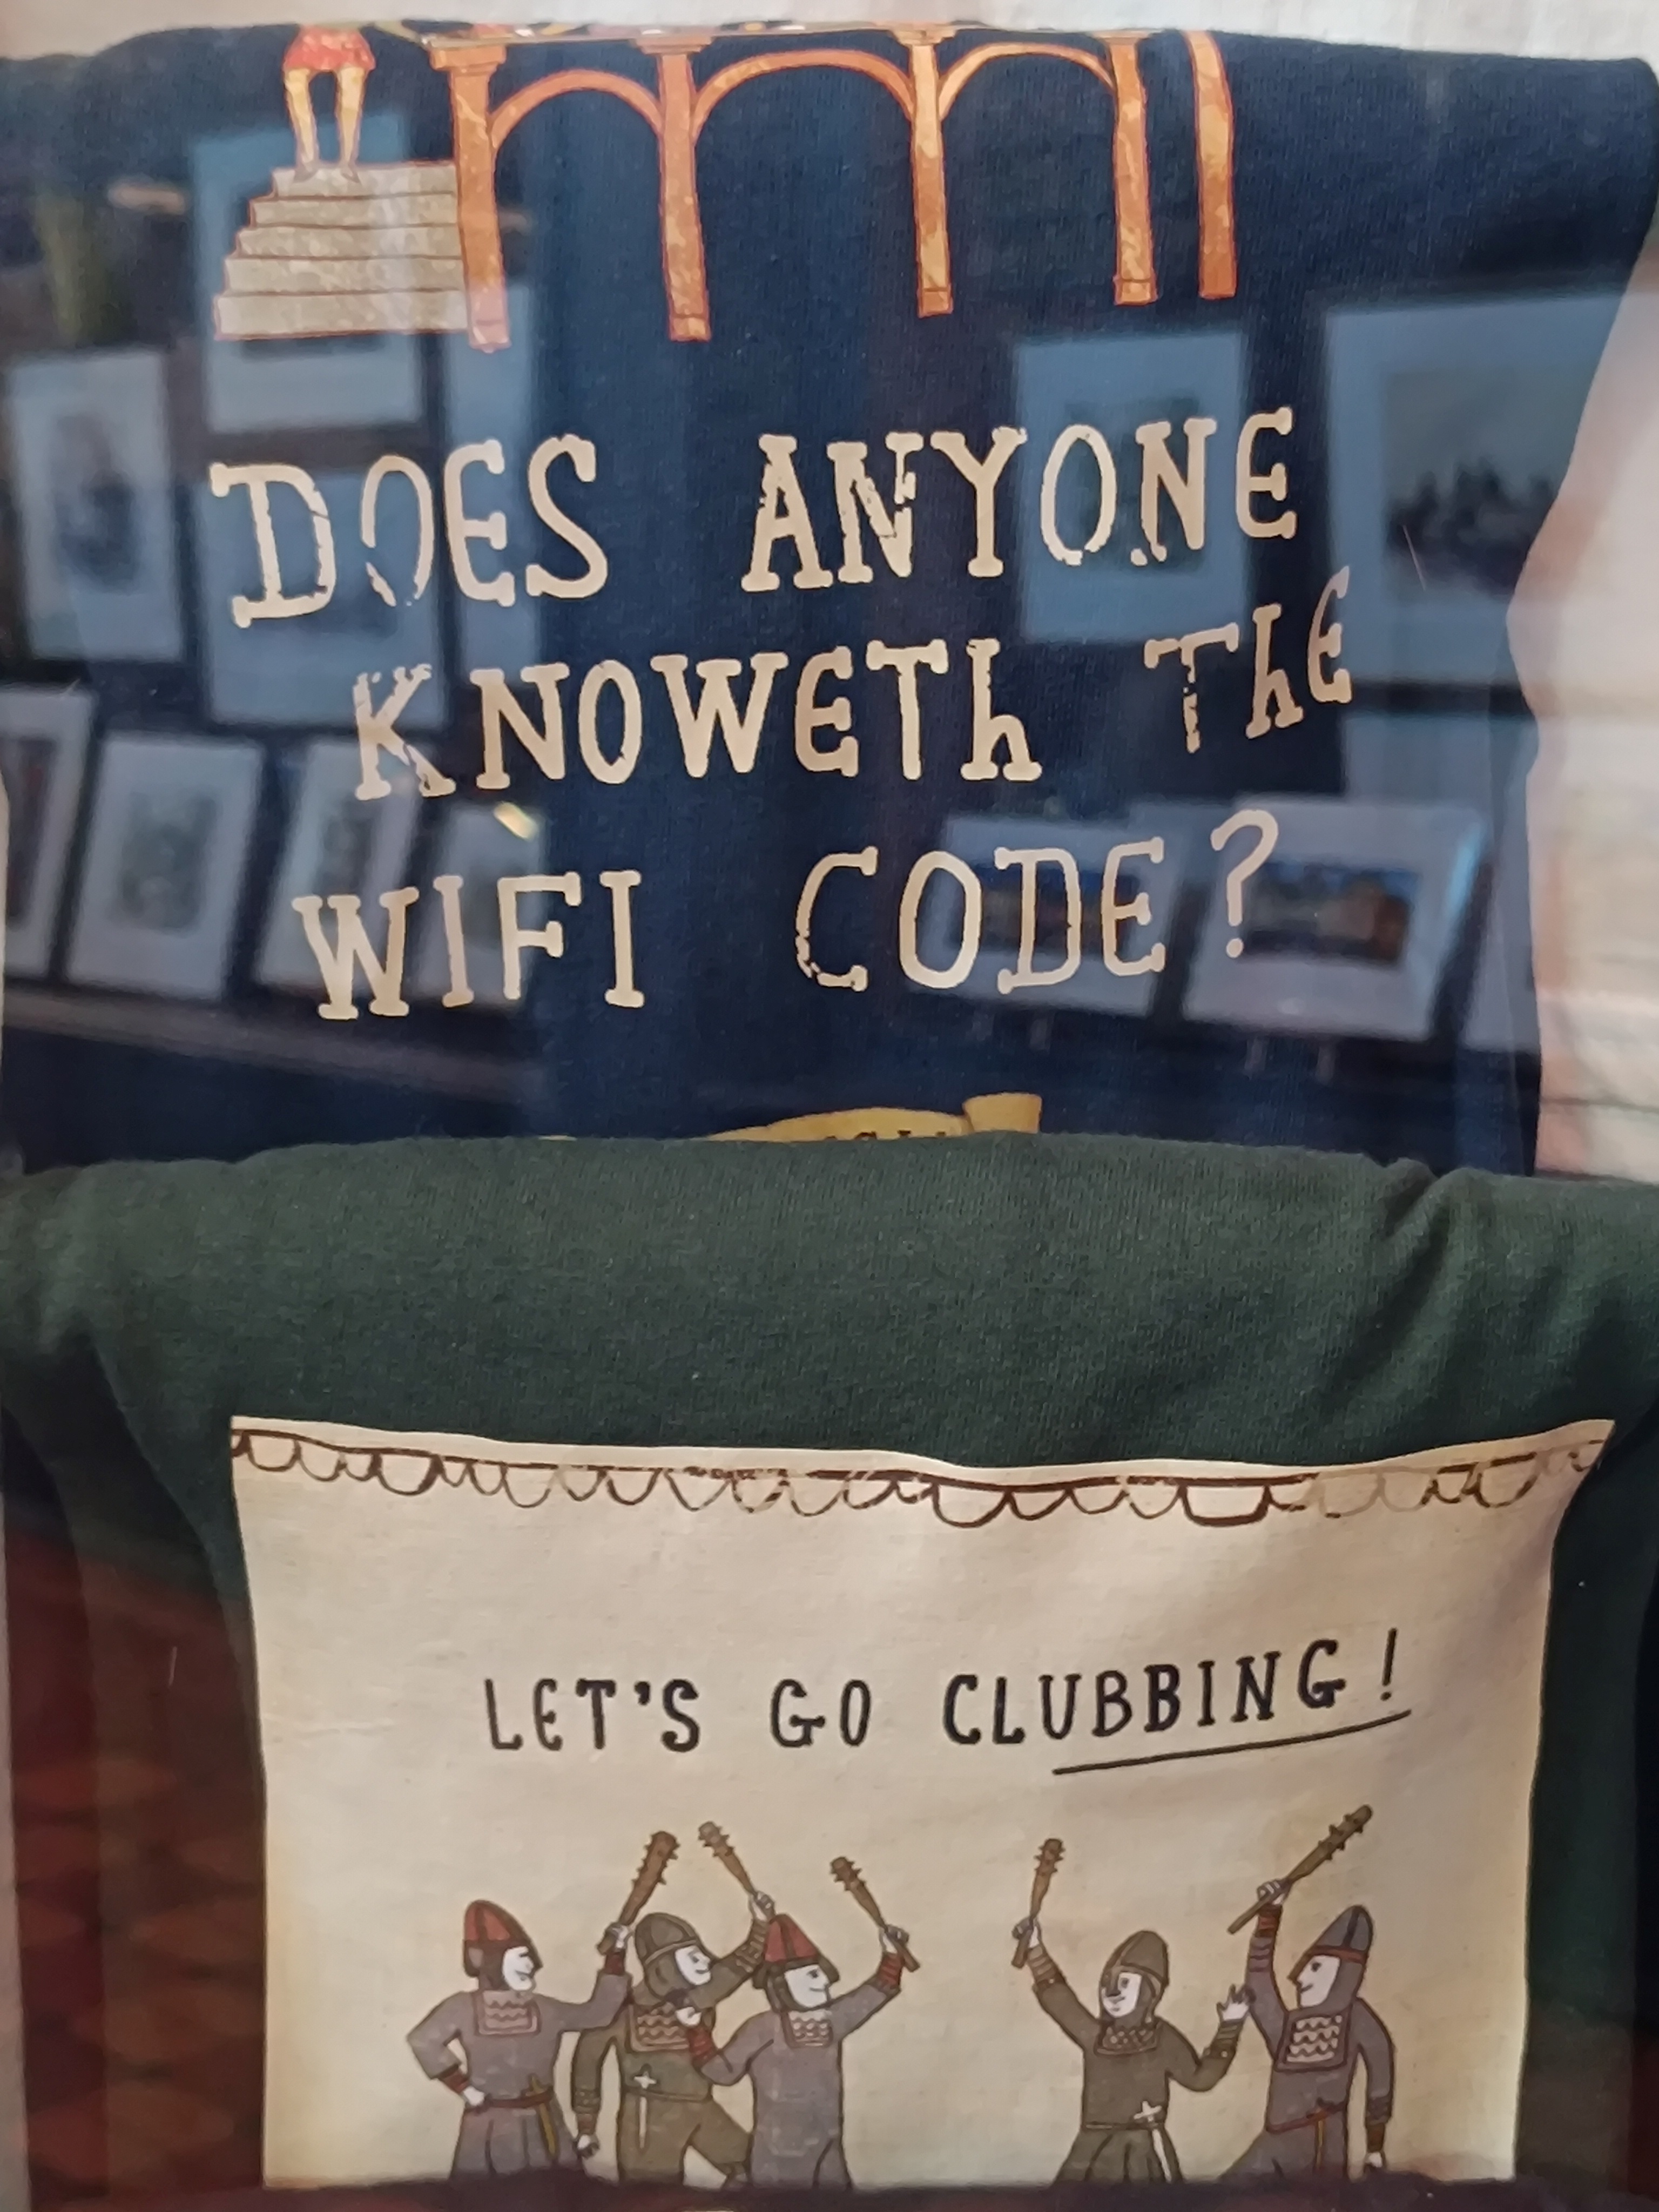 DOES ANYONE
KNOWETh ThE
WIFI CODE?
LET'S GO CLUBBING!